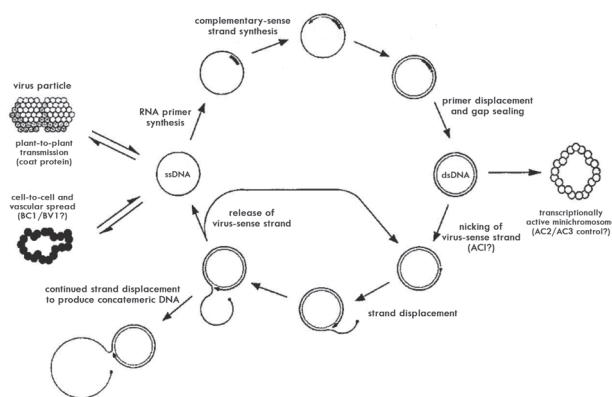 complementary-sense
strand synthesis
virus particle
RNA primer
synthesis
primer displacement
and gap sealing
plant-to-plant
transmission
(coat protein)
ssDNA
dsDNA
cell-to-cell and
vascular spread
(BC1/BV1?)
release of
virus-sense strand
nicking of
virus-sense strand
(ACI?)
transcriptionally
active minichromosom
(AC2/AC3 control?)
continued strand displacement
to produce concatemeric DNA
strand displacement